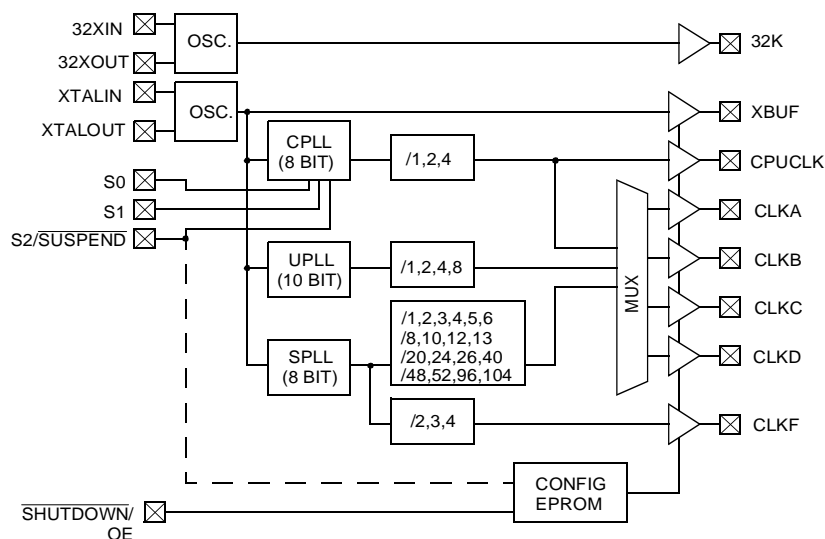 32XIN
OSC.
32XOUT
32K
XTALIN
OSC.
XTALOUT
XBUF
CPLL
(8 BIT)
/1,2,4
CPUCLK
S0
S1
S2/SUSPEND
CLKA
CLKB
UPLL
(10 BIT)
/1,2,4,8
MUX
CLKC
SPLL
(8 BIT)
/1,2,3,4,5,6
/8,10,12,13
/20,24,26,40
/48,52,96,104
CLKD
/2,3,4
CLKF
CONFIG
EPROM
SHUTDOWN/
OE